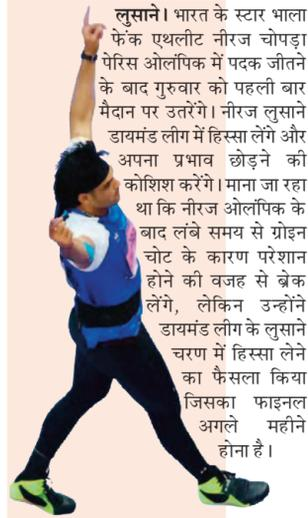 लुसाने। भारत के स्टार भाला
फेंक एथलीट नीरज चोपड़ा
पेरिस ओलंपिक में पदक जीतने
के बाद गुरुवार को पहली बार
मैदान पर उतरेंगे। नीरज लुसाने
डायमंड लीग में हिस्सा लेंगे और
अपना प्रभाव छोड़ने की
कोशिश करेंगे। माना जा रहा
था कि नीरज ओलंपिक के
बाद लंबे समय से ग्रोइन
चोट के कारण परेशान
होने की वजह से ब्रेक
लेंगे, लेकिन उन्होंने
डायमंड लीग के लुसाने
चरण में हिस्सा लेने
का फैसला किया
जिसका फाइनल
अगले महीने
होना है।